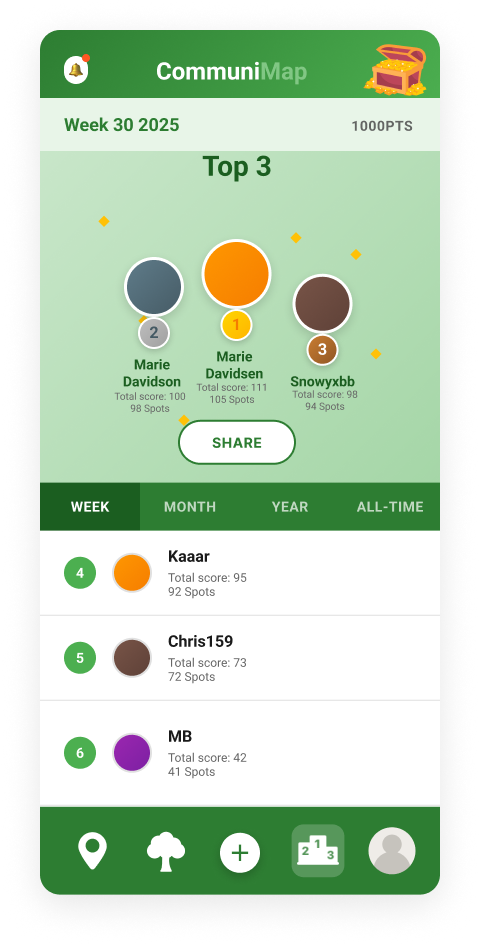 CommuniMap
Week 30 2025 1000PTS
Top 3
2
Marie
Davidson
Total score: 100
98 Spots
1
Marie
Davidsen
Total score: 111
105 Spots
3
Snowyxbb
Total score: 98
94 Spots
SHARE
WEEK MONTH YEAR ALL-TIME
4
Kaaar
Total score: 95
92 Spots
5
Chris159
Total score: 73
72 Spots
6
MB
Total score: 42
41 Spots
2 1 3